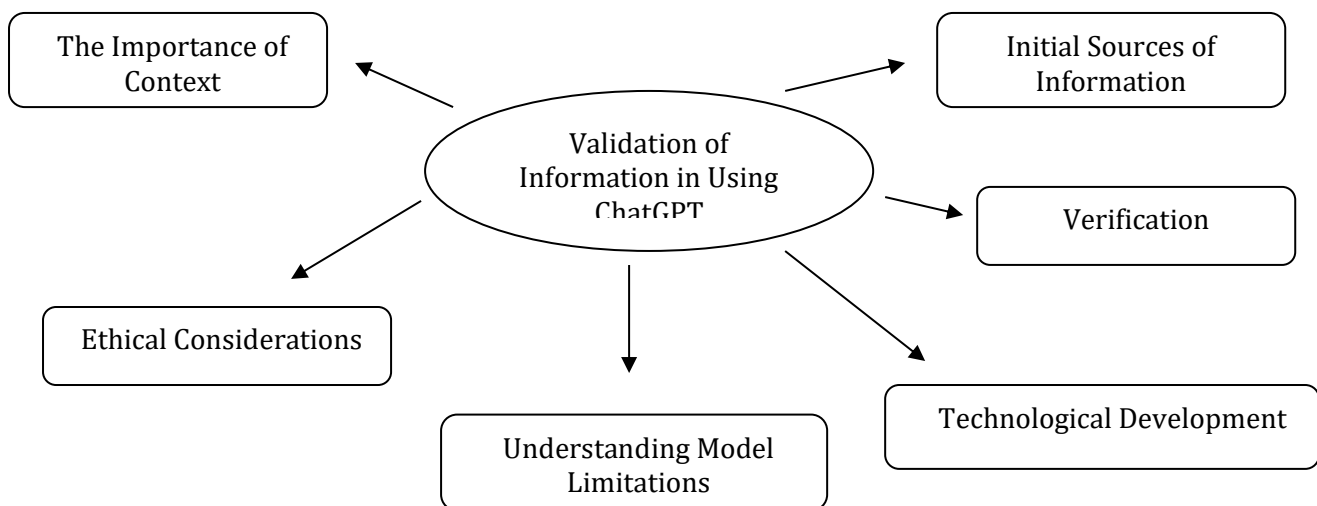 The Importance of
Context
Initial Sources of
Information
Validation of
Information in Using
ChatGPT
Verification
Ethical Considerations
Technological Development
Understanding Model
Limitations